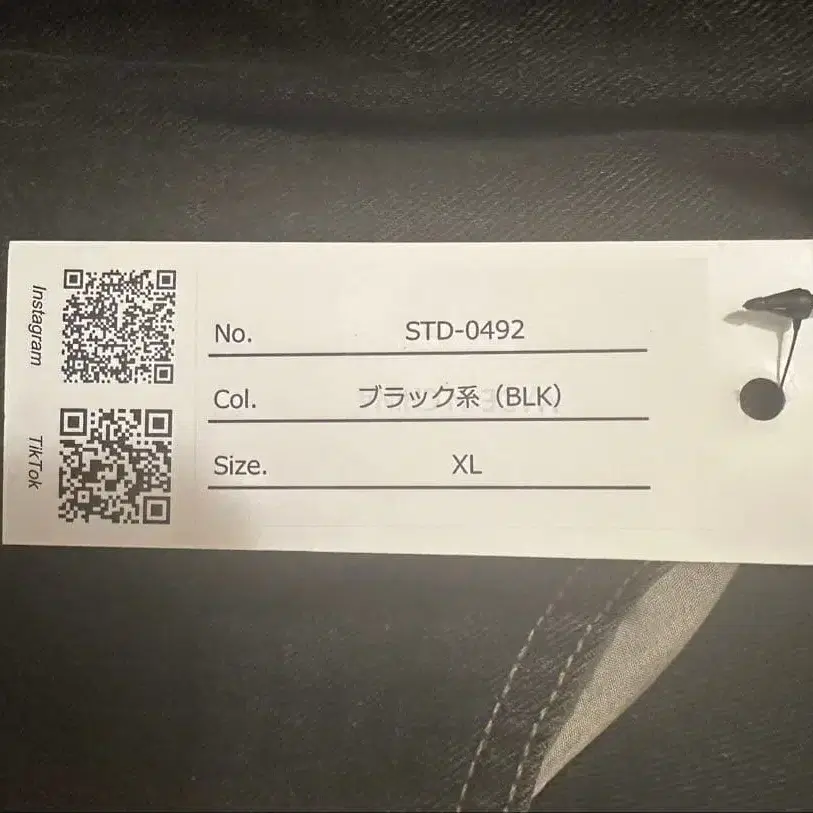 Instagram
TikTok
No. STD-0492
Col. ブラック系（BLK）
Size. XL